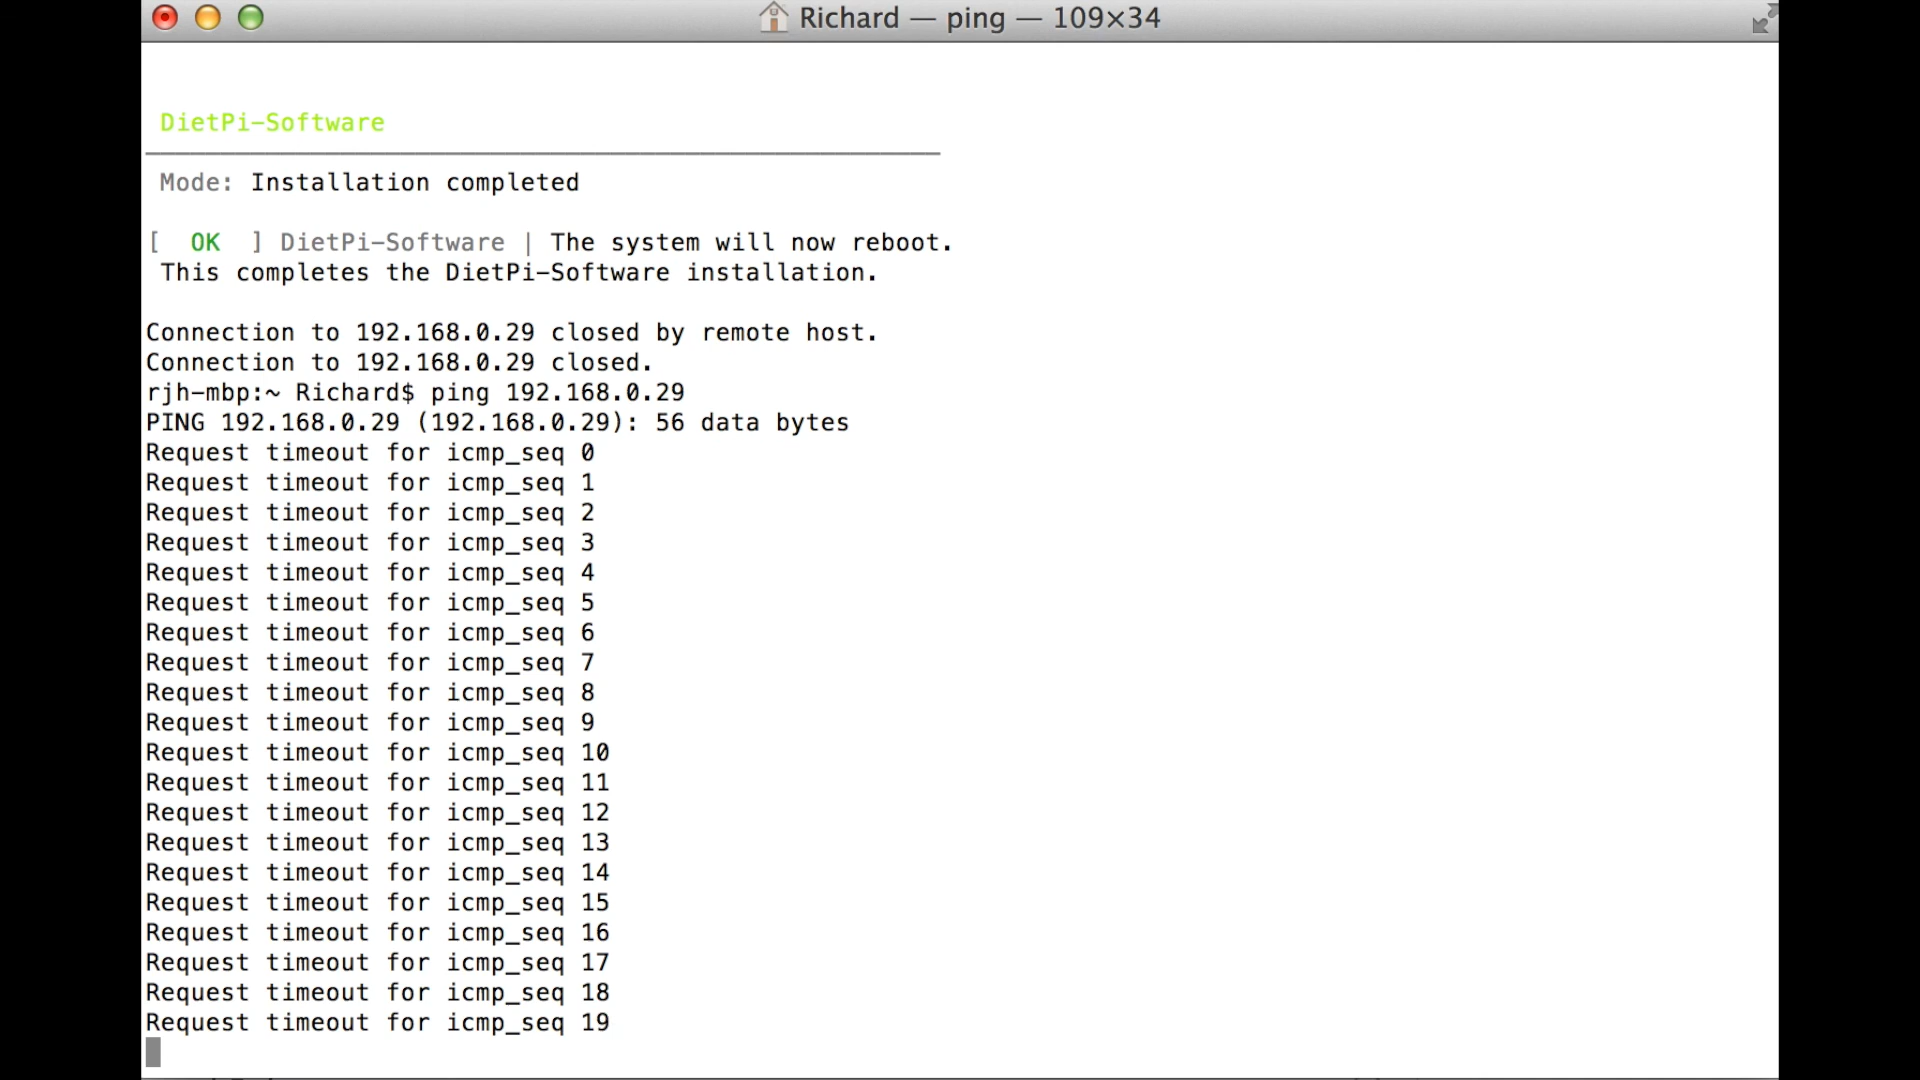 Richard — ping — 109×34
DietPi-Software
Mode: Installation completed
[  OK  ] DietPi-Software | The system will now reboot.
This completes the DietPi-Software installation.
Connection to 192.168.0.29 closed by remote host.
Connection to 192.168.0.29 closed.
rjh-mbp:~ Richard$ ping 192.168.0.29
PING 192.168.0.29 (192.168.0.29): 56 data bytes
Request timeout for icmp_seq 0
Request timeout for icmp_seq 1
Request timeout for icmp_seq 2
Request timeout for icmp_seq 3
Request timeout for icmp_seq 4
Request timeout for icmp_seq 5
Request timeout for icmp_seq 6
Request timeout for icmp_seq 7
Request timeout for icmp_seq 8
Request timeout for icmp_seq 9
Request timeout for icmp_seq 10
Request timeout for icmp_seq 11
Request timeout for icmp_seq 12
Request timeout for icmp_seq 13
Request timeout for icmp_seq 14
Request timeout for icmp_seq 15
Request timeout for icmp_seq 16
Request timeout for icmp_seq 17
Request timeout for icmp_seq 18
Request timeout for icmp_seq 19